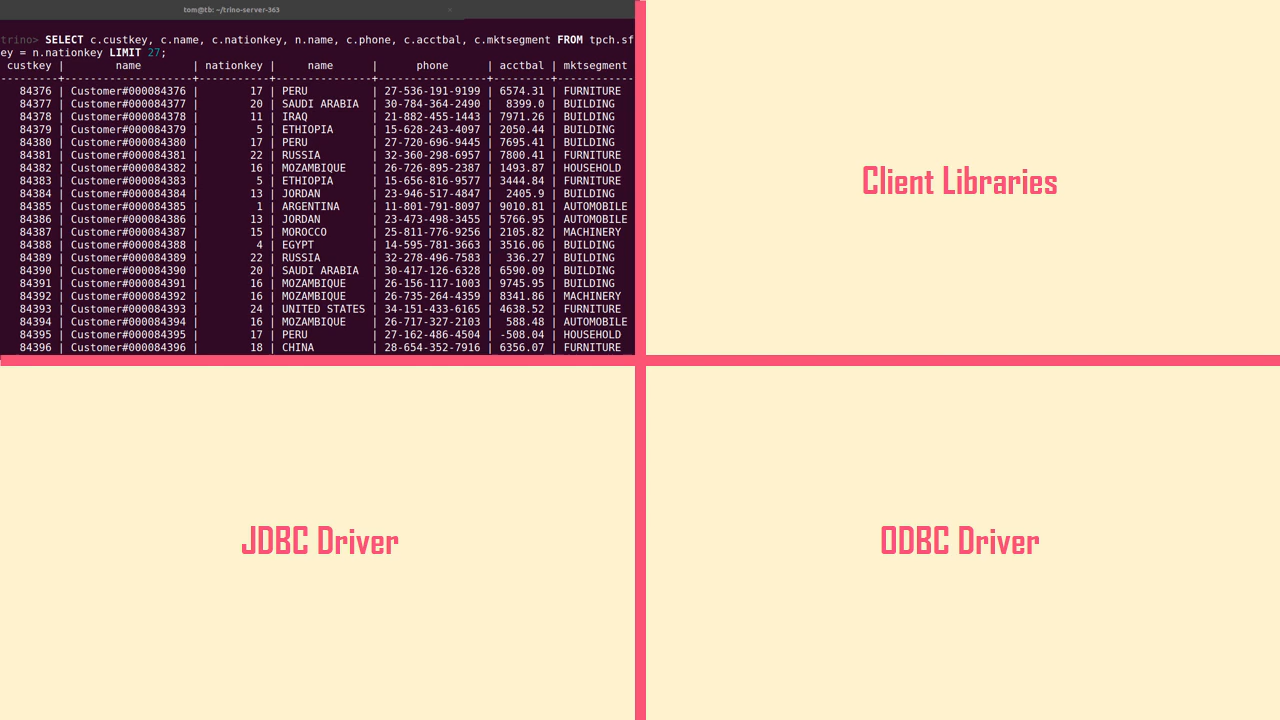 tom@tb: ~/trino-server-363
trino> SELECT c.custkey, c.name, c.nationkey, n.name, c.phone, c.acctbal, c.mktsegment FROM tpch.sf
ey = n.nationkey LIMIT 27;
custkey | name | nationkey | name | phone | acctbal | mktsegment
---------+--------------------+-----------+----------------+-----------------+---------+------------
84376 | Customer#000084376 | 17 | PERU | 27-536-191-9199 | 6574.31 | FURNITURE
84377 | Customer#000084377 | 20 | SAUDI ARABIA | 30-784-364-2490 | 8399.0 | BUILDING
84378 | Customer#000084378 | 11 | IRAQ | 21-882-455-1443 | 7971.26 | BUILDING
84379 | Customer#000084379 | 5 | ETHIOPIA | 15-628-243-4097 | 2050.44 | BUILDING
84380 | Customer#000084380 | 17 | PERU | 27-720-696-9445 | 7695.41 | BUILDING
84381 | Customer#000084381 | 22 | RUSSIA | 32-360-298-6957 | 7800.41 | FURNITURE
84382 | Customer#000084382 | 16 | MOZAMBIQUE | 26-726-895-2387 | 1493.87 | HOUSEHOLD
84383 | Customer#000084383 | 5 | ETHIOPIA | 15-656-816-9577 | 3444.84 | FURNITURE
84384 | Customer#000084384 | 13 | JORDAN | 23-946-517-4847 | 2405.9 | BUILDING
84385 | Customer#000084385 | 1 | ARGENTINA | 11-801-791-8097 | 9010.81 | AUTOMOBILE
84386 | Customer#000084386 | 13 | JORDAN | 23-473-498-3455 | 5766.95 | AUTOMOBILE
84387 | Customer#000084387 | 15 | MOROCCO | 25-811-776-9256 | 2105.82 | MACHINERY
84388 | Customer#000084388 | 4 | EGYPT | 14-595-781-3663 | 3516.06 | BUILDING
84389 | Customer#000084389 | 22 | RUSSIA | 32-278-496-7583 | 336.27 | BUILDING
84390 | Customer#000084390 | 20 | SAUDI ARABIA | 30-417-126-6328 | 6590.09 | BUILDING
84391 | Customer#000084391 | 16 | MOZAMBIQUE | 26-156-117-1003 | 9745.95 | BUILDING
84392 | Customer#000084392 | 16 | MOZAMBIQUE | 26-735-264-4359 | 8341.86 | MACHINERY
84393 | Customer#000084393 | 24 | UNITED STATES | 34-151-433-6165 | 4638.52 | FURNITURE
84394 | Customer#000084394 | 16 | MOZAMBIQUE | 26-717-327-2103 | 588.48 | AUTOMOBILE
84395 | Customer#000084395 | 17 | PERU | 27-162-486-4504 | -508.04 | HOUSEHOLD
84396 | Customer#000084396 | 18 | CHINA | 28-654-352-7916 | 6356.07 | FURNITURE
Client Libraries
JDBC Driver
ODBC Driver